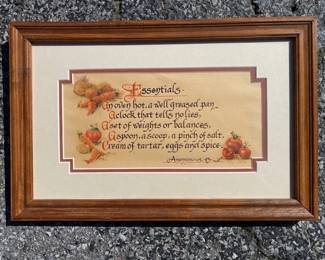 Essentials.
An oven hot, a well greased pan
A clock that tells no lies,
A set of weights or balances,
A spoon, a scoop, a pinch of salt,
Cream of tartar, eggs and spice.